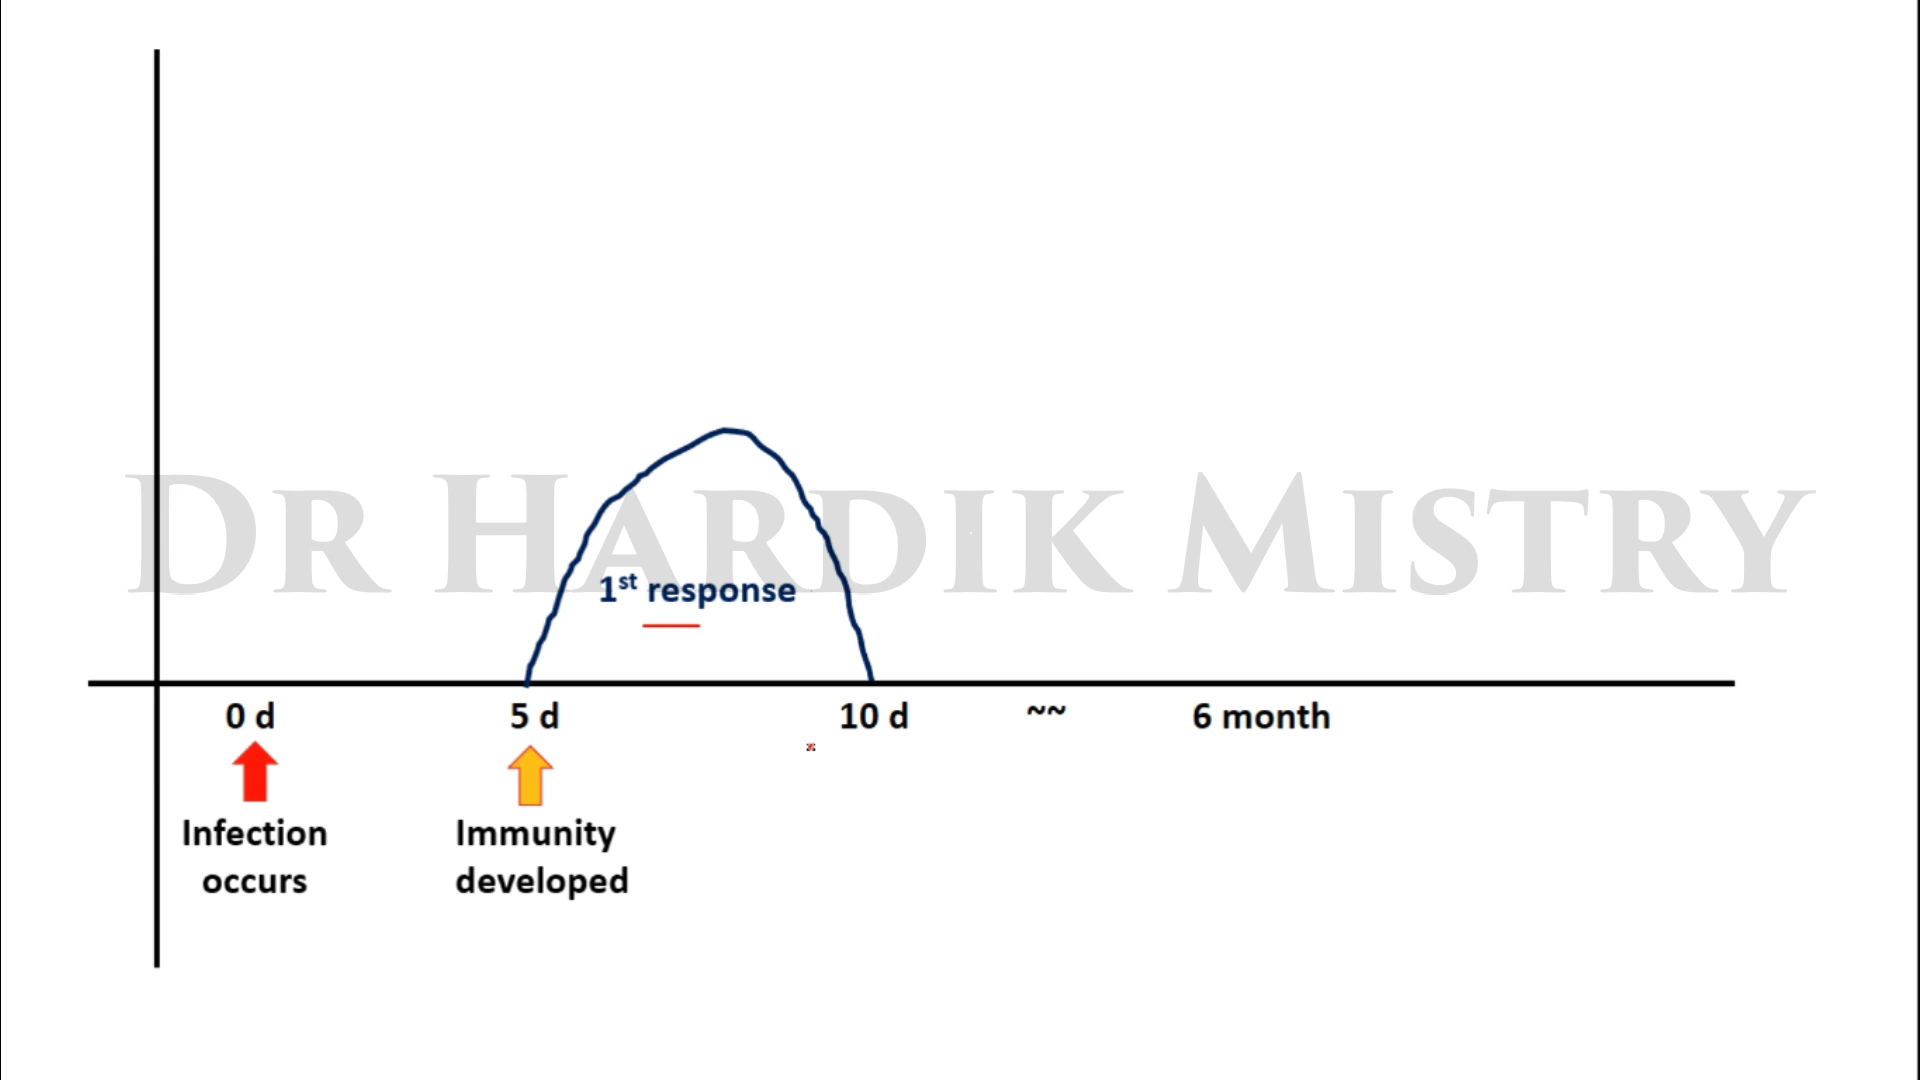 Dr Hardik Mistry
1st response
0 d 5 d 10 d ~~ 6 month
Infection
occurs
Immunity
developed